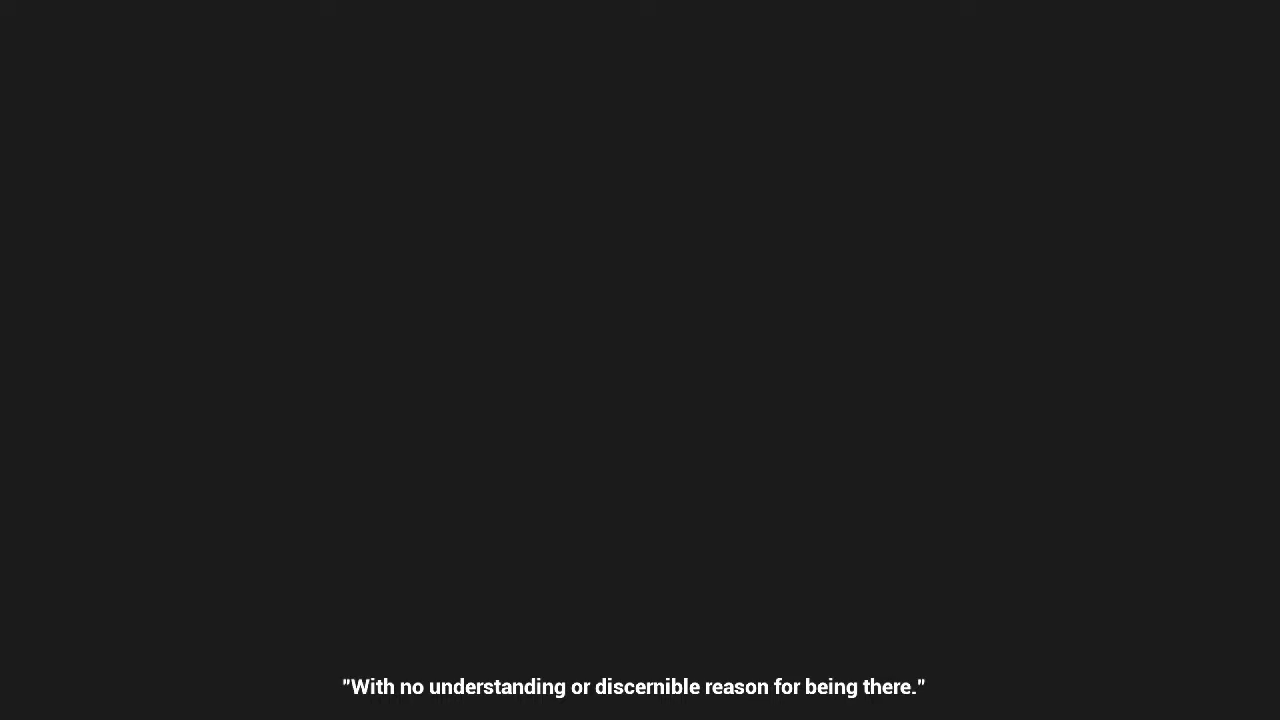 "With no understanding or discernible reason for being there."